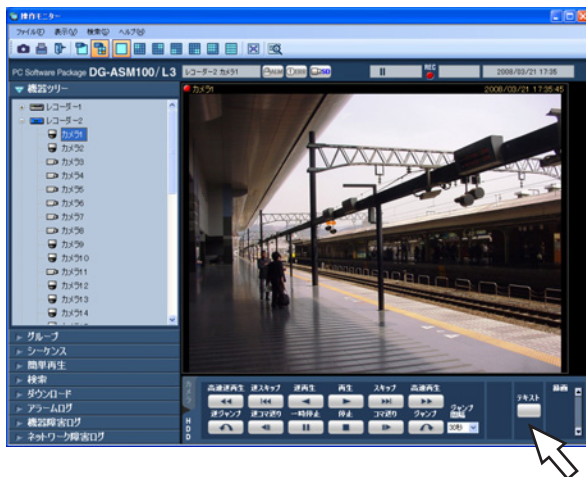 操作モニター
ファイル(F) 表示(V) 検索(S) ヘルプ(H)
PC Software Package DG-ASM100/L3
レコーダー2 カメラ1
ALM
ERR
SD
REC
2008/03/21 17:35
機器ツリー
レコーダー1
レコーダー2
カメラ1
カメラ2
カメラ3
カメラ4
カメラ5
カメラ6
カメラ7
カメラ8
カメラ9
カメラ10
カメラ11
カメラ12
カメラ13
カメラ14
グループ
シーケンス
簡単再生
検索
ダウンロード
アラームログ
機器障害ログ
ネットワーク障害ログ
カメラ1
2008/03/21 17:35:45
カメラ
HDD
高速逆再生 逆スキップ 逆再生 再生 スキップ 高速再生
逆ジャンプ 逆コマ送り 一時停止 停止 コマ送り ジャンプ
ジャンプ間隔
30秒
テキスト
録画